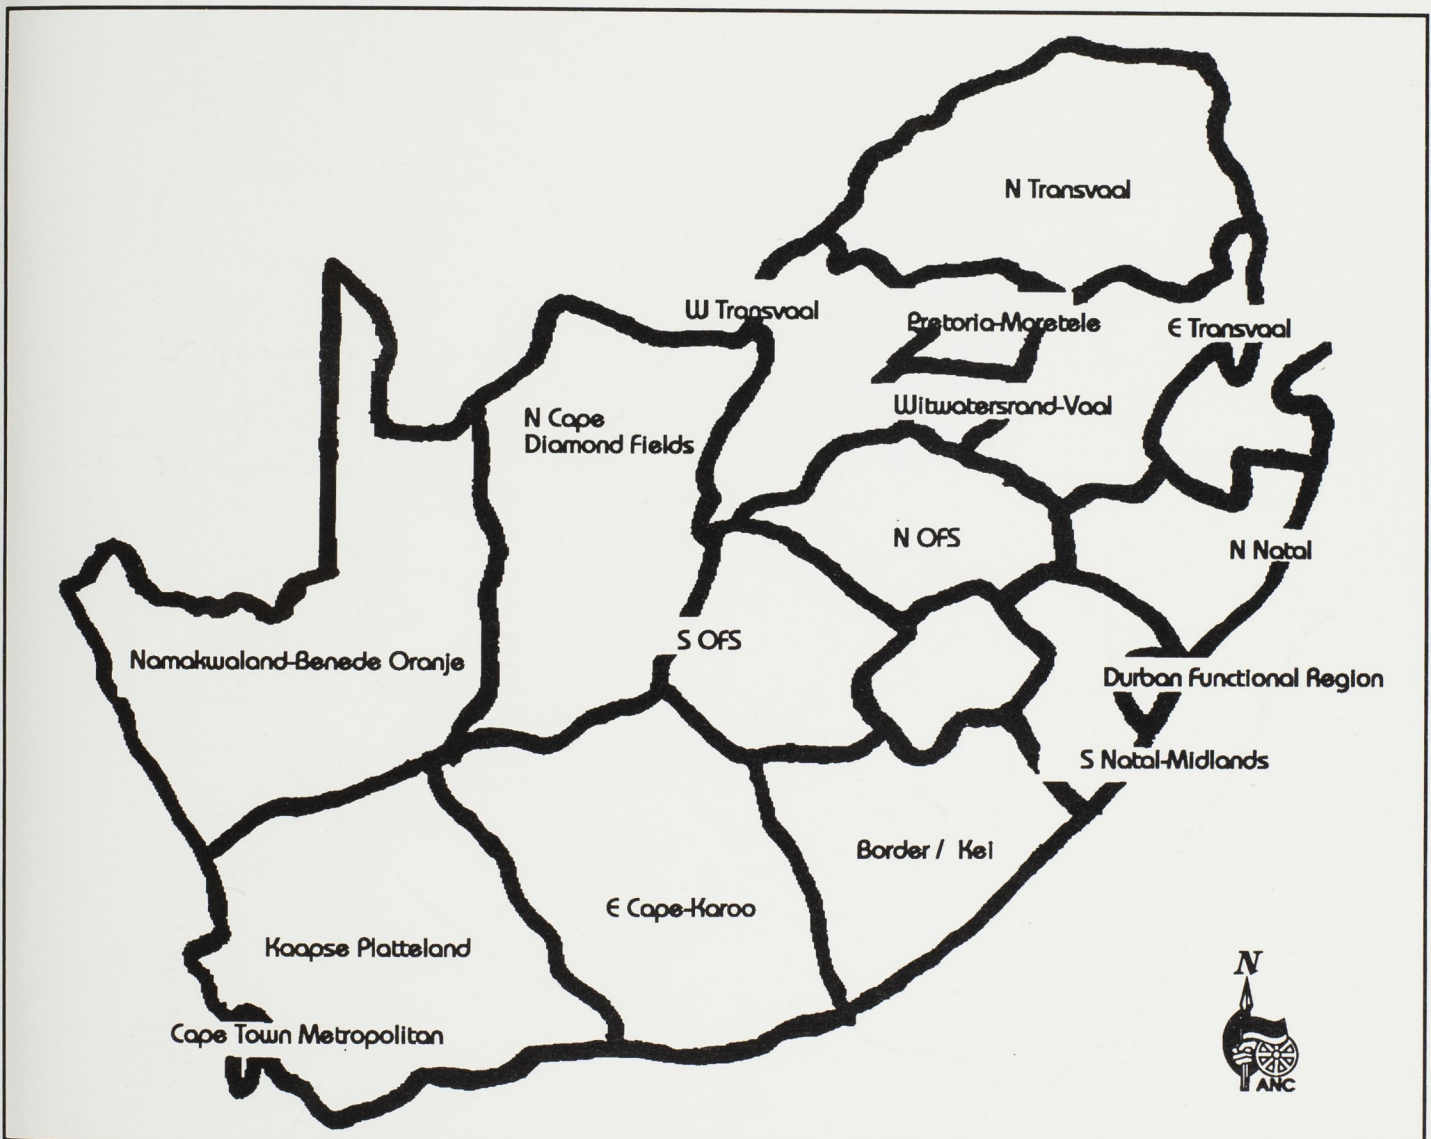 N Transvaal
W Transvaal
Pretoria-Moretele
E Transvaal
Witwatersrand-Vaal
N Cape
Diamond Fields
N OFS
N Natal
S OFS
Namakwaland-Benede Oranje
Durban Functional Region
S Natal-Midlands
Border / Kei
E Cape-Karoo
Kaapse Platteland
N
Cape Town Metropolitan
ANC